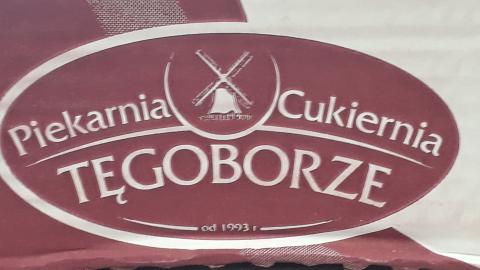 Piekarnia Cukiernia
TĘGOBORZE
od 1993 r